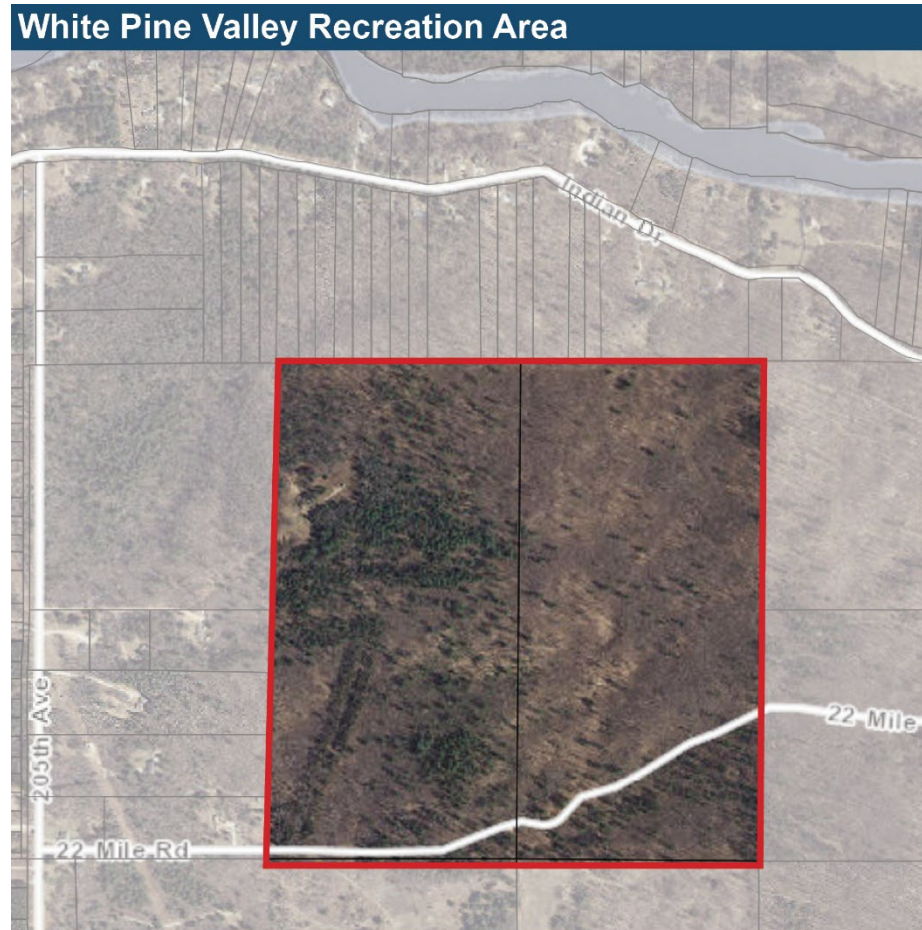 White Pine Valley Recreation Area
Indian Dr
22 Mile
205th Ave
22 Mile Rd